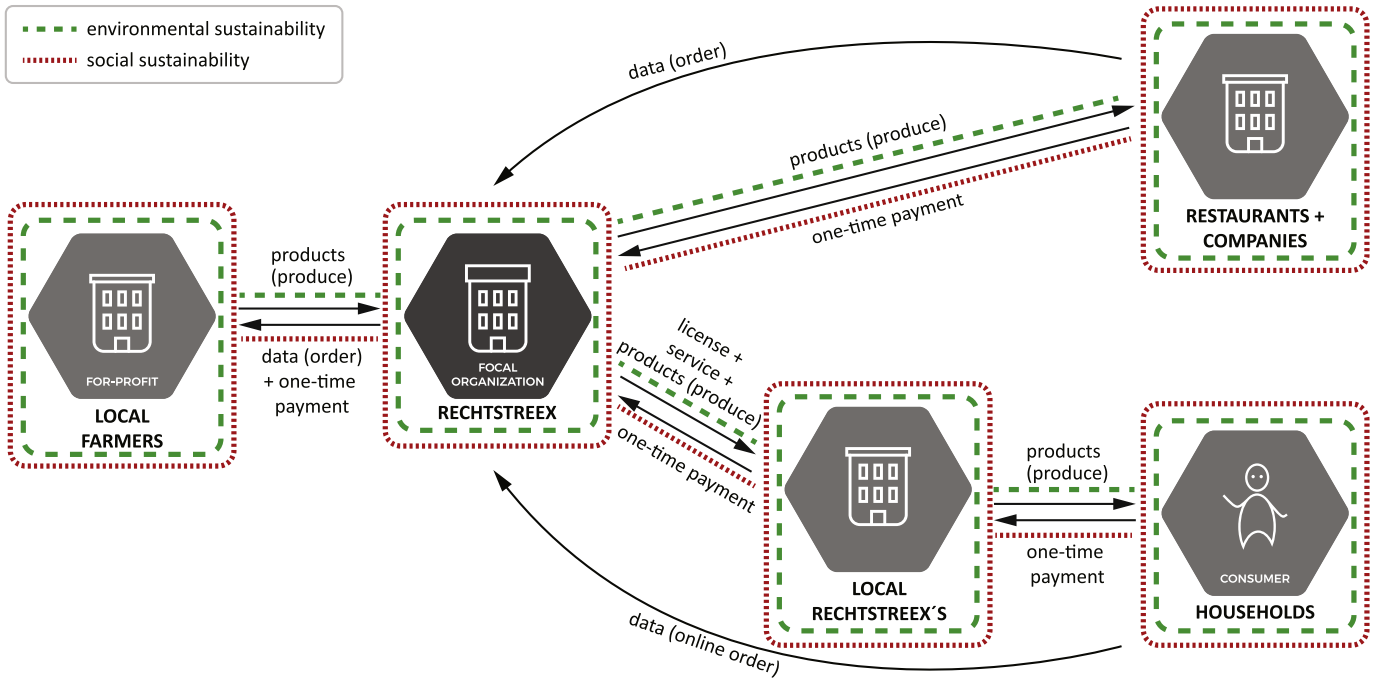 environmental sustainability
social sustainability
data (order)
products (produce)
one-time payment
RESTAURANTS +
COMPANIES
products
(produce)
data (order)
+ one-time
payment
FOR-PROFIT
LOCAL
FARMERS
FOCAL
ORGANIZATION
RECHTSTREEX
license +
service +
products (produce)
one-time payment
LOCAL
RECHTSTREEX´S
products
(produce)
one-time
payment
CONSUMER
HOUSEHOLDS
data (online order)